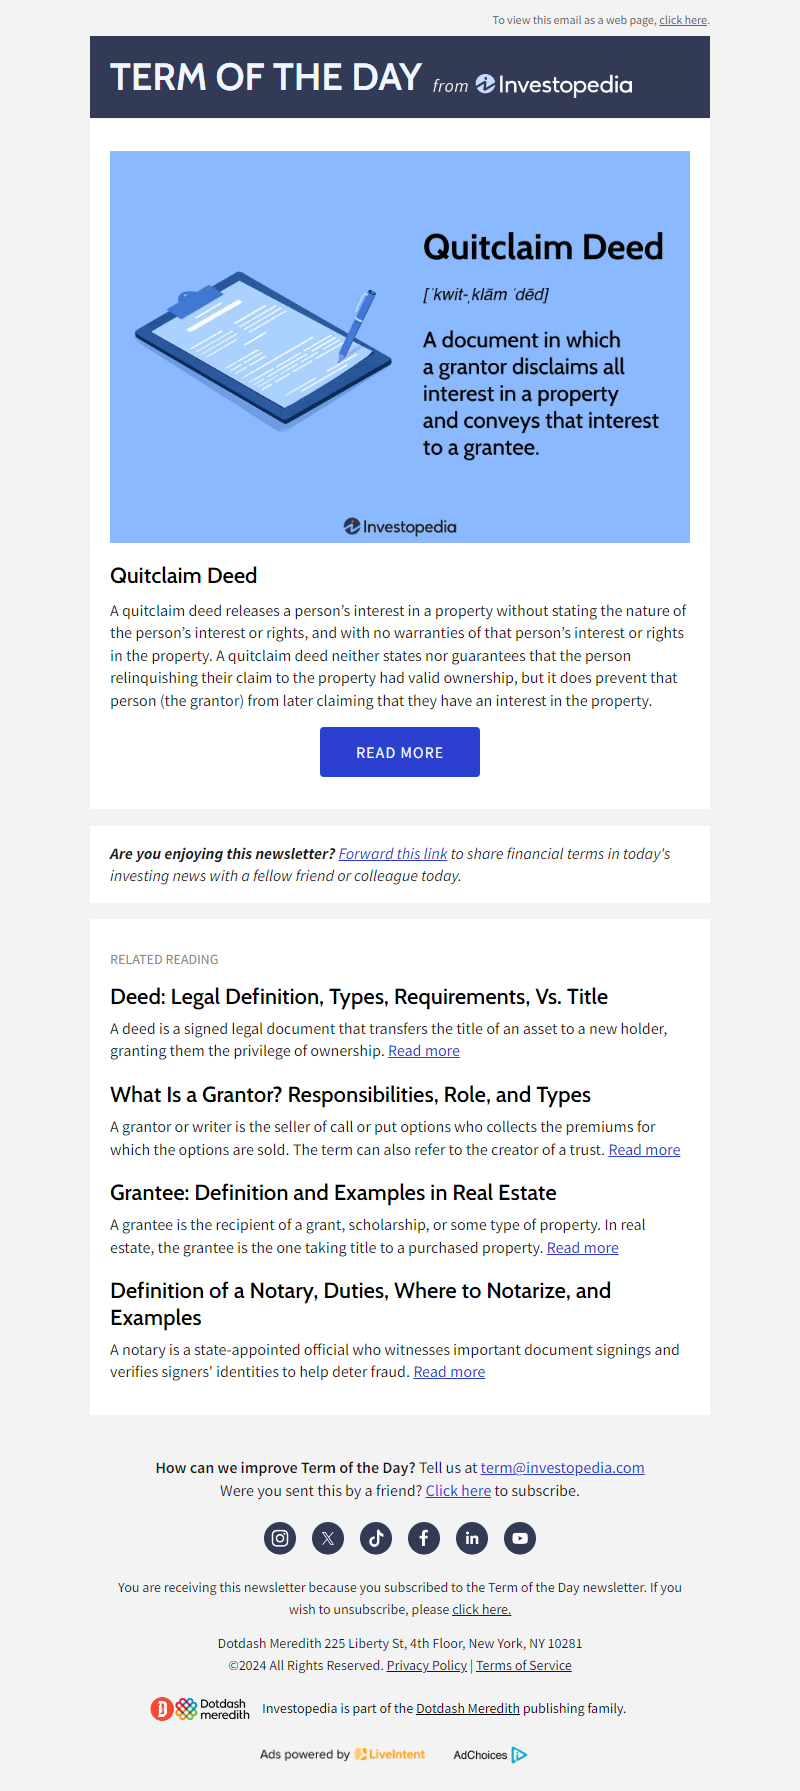 To view this email as a web page, click here.
TERM OF THE DAY from Investopedia
Quitclaim Deed
[ˈkwit-ˌklām ˈdēd]
A document in which
a grantor disclaims all
interest in a property
and conveys that interest
to a grantee.
Investopedia
Quitclaim Deed
A quitclaim deed releases a person’s interest in a property without stating the nature of
the person’s interest or rights, and with no warranties of that person’s interest or rights
in the property. A quitclaim deed neither states nor guarantees that the person
relinquishing their claim to the property had valid ownership, but it does prevent that
person (the grantor) from later claiming that they have an interest in the property.
READ MORE
Are you enjoying this newsletter? Forward this link to share financial terms in today's
investing news with a fellow friend or colleague today.
RELATED READING
Deed: Legal Definition, Types, Requirements, Vs. Title
A deed is a signed legal document that transfers the title of an asset to a new holder,
granting them the privilege of ownership. Read more
What Is a Grantor? Responsibilities, Role, and Types
A grantor or writer is the seller of call or put options who collects the premiums for
which the options are sold. The term can also refer to the creator of a trust. Read more
Grantee: Definition and Examples in Real Estate
A grantee is the recipient of a grant, scholarship, or some type of property. In real
estate, the grantee is the one taking title to a purchased property. Read more
Definition of a Notary, Duties, Where to Notarize, and
Examples
A notary is a state-appointed official who witnesses important document signings and
verifies signers' identities to help deter fraud. Read more
How can we improve Term of the Day? Tell us at term@investopedia.com
Were you sent this by a friend? Click here to subscribe.
You are receiving this newsletter because you subscribed to the Term of the Day newsletter. If you
wish to unsubscribe, please click here.
Dotdash Meredith 225 Liberty St, 4th Floor, New York, NY 10281
©2024 All Rights Reserved. Privacy Policy | Terms of Service
Dotdash
meredith
Investopedia is part of the Dotdash Meredith publishing family.
Ads powered by LiveIntent
AdChoices